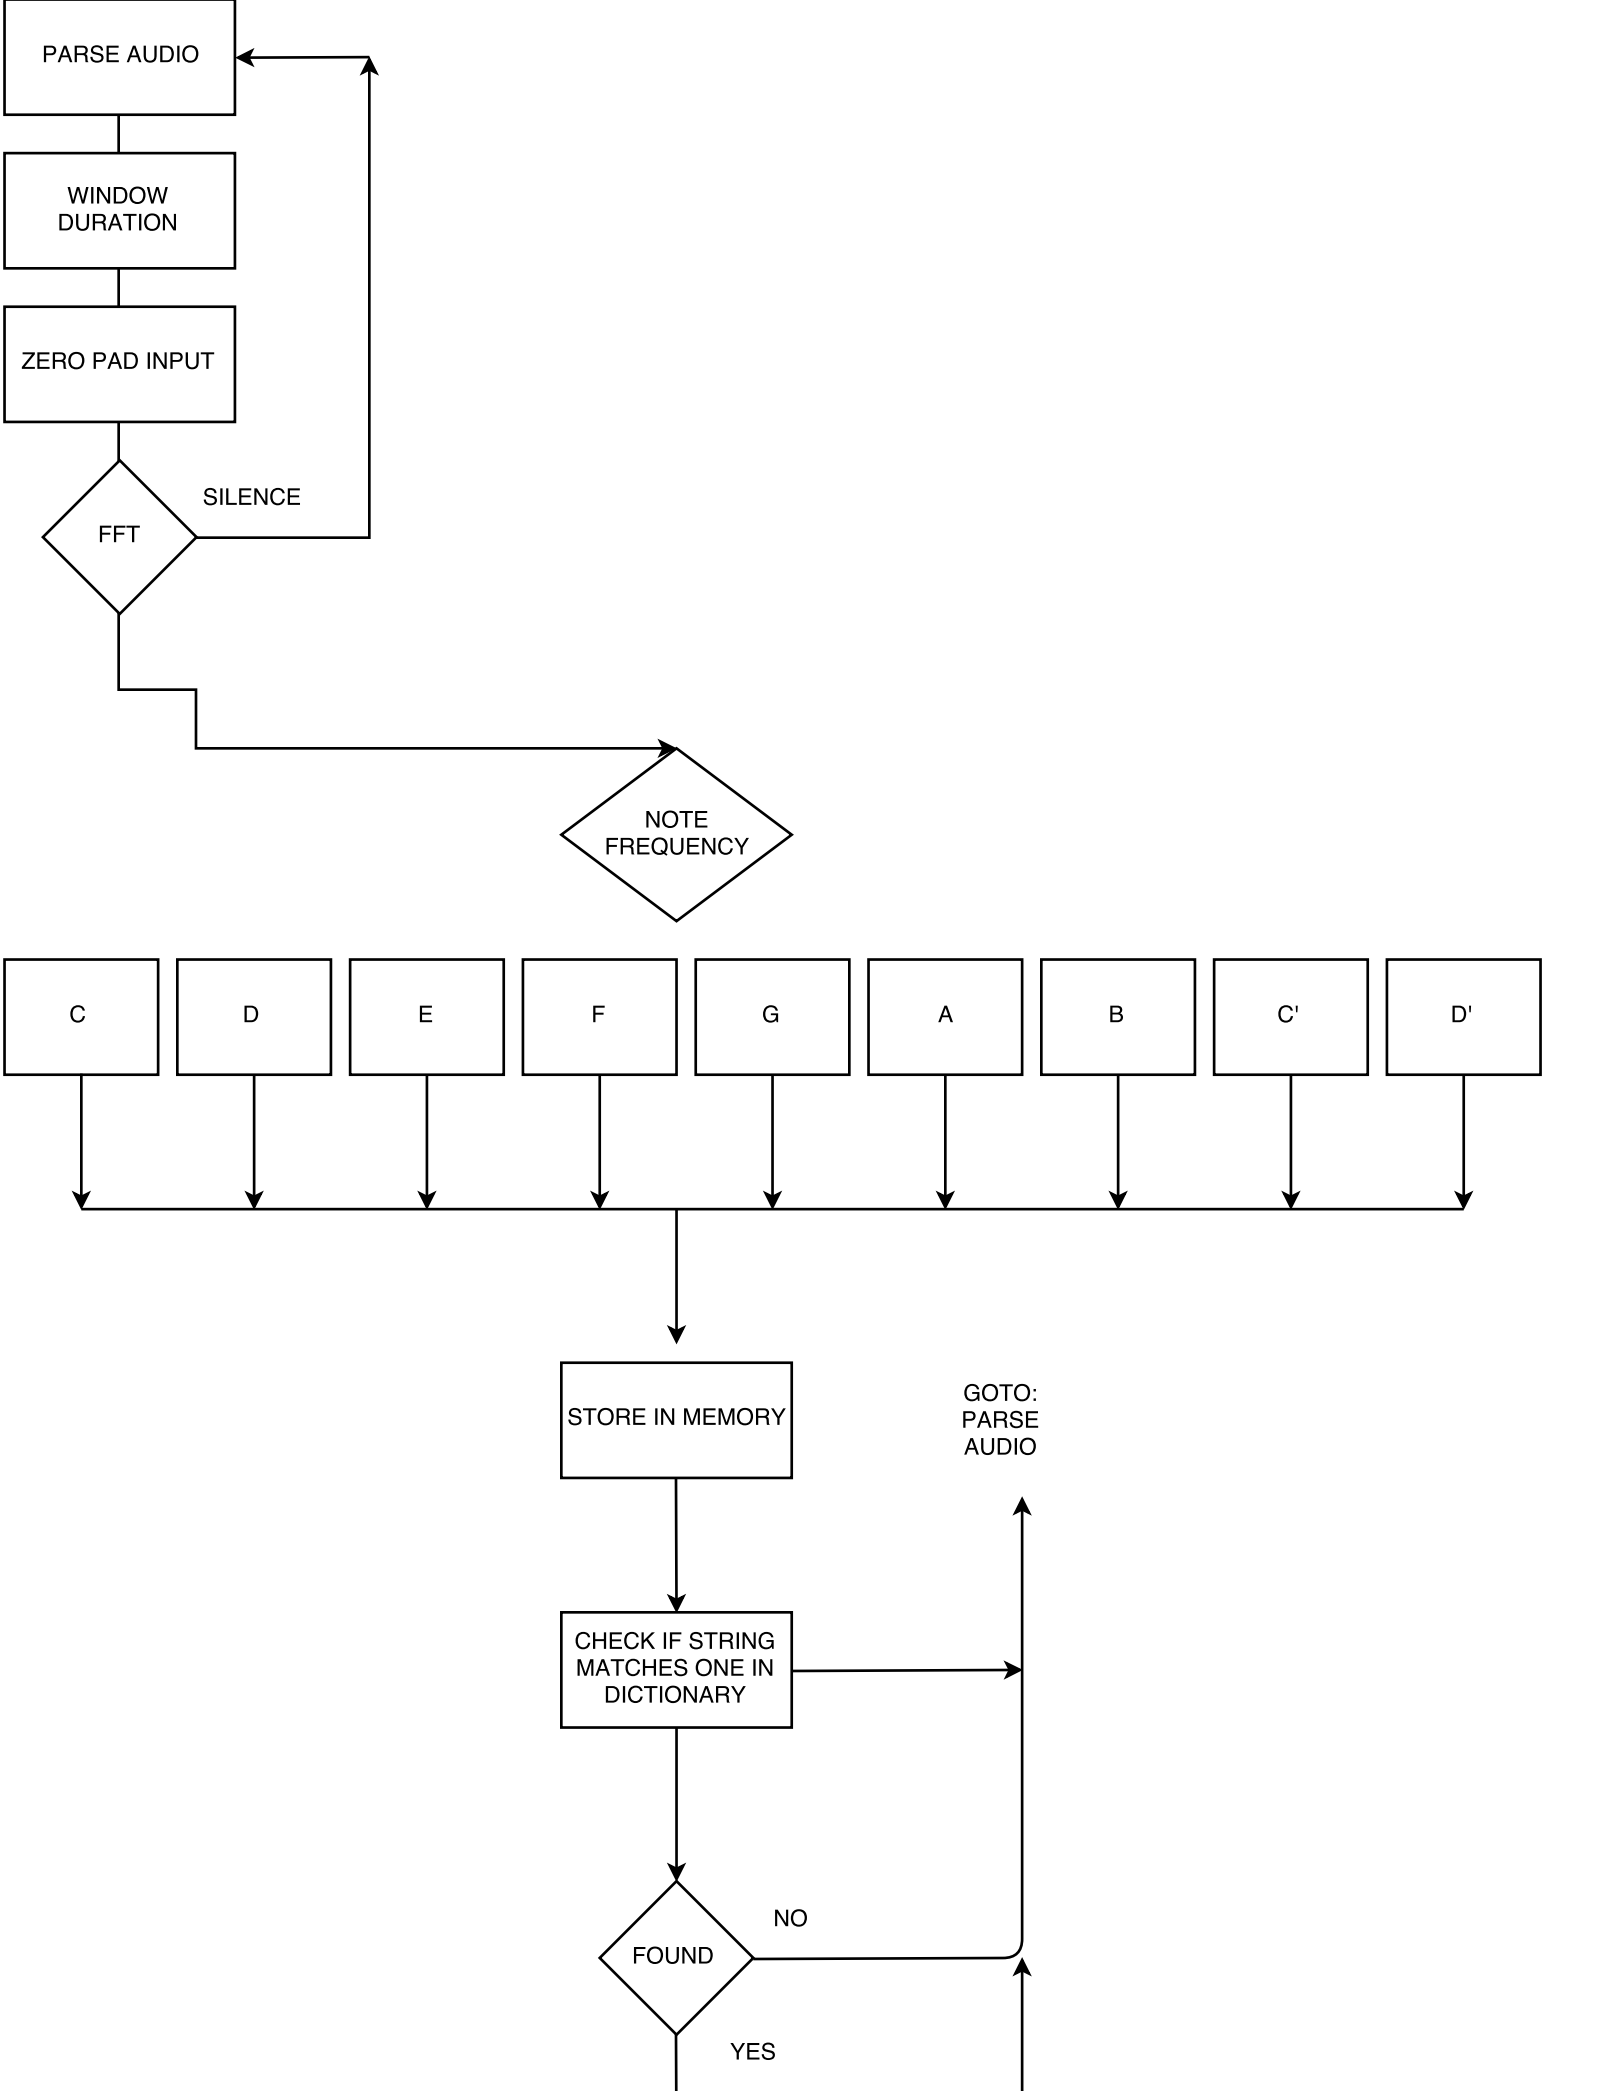 PARSE AUDIO
WINDOW
DURATION
ZERO PAD INPUT
SILENCE
FFT
NOTE
FREQUENCY
C
D
E
F
G
A
B
C'
D'
STORE IN MEMORY
GOTO:
PARSE
AUDIO
CHECK IF STRING
MATCHES ONE IN
DICTIONARY
NO
FOUND
YES